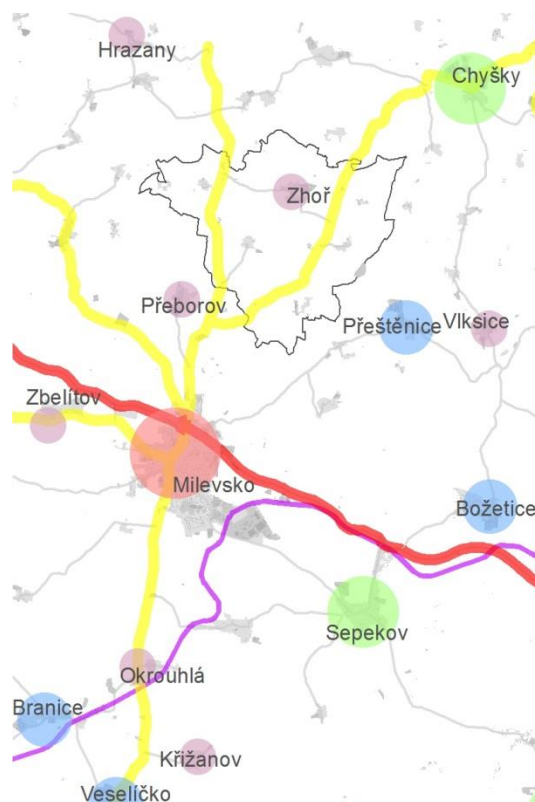 Hrazany
Chyšky
Zhoř
Přeborov
Přeštěnice
Vlksice
Zbelítov
Milevsko
Božetice
Sepekov
Okrouhlá
Branice
Křižanov
Veselíčko